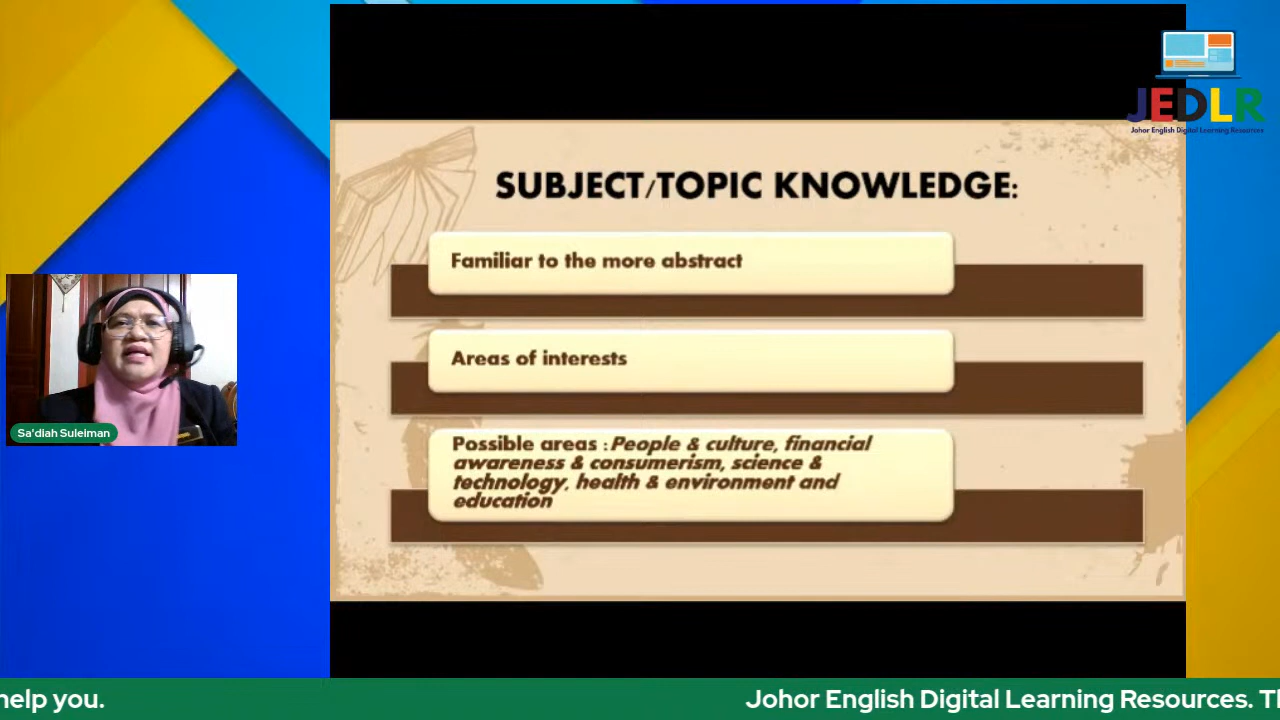 JEDLR
Johor English Digital Learning Resources
SUBJECT/TOPIC KNOWLEDGE:
Familiar to the more abstract
Areas of interests
Possible areas : People & culture, financial
awareness & consumerism, science &
technology, health & environment and
education
Sa'diah Suleiman
help you.
Johor English Digital Learning Resources. Tl